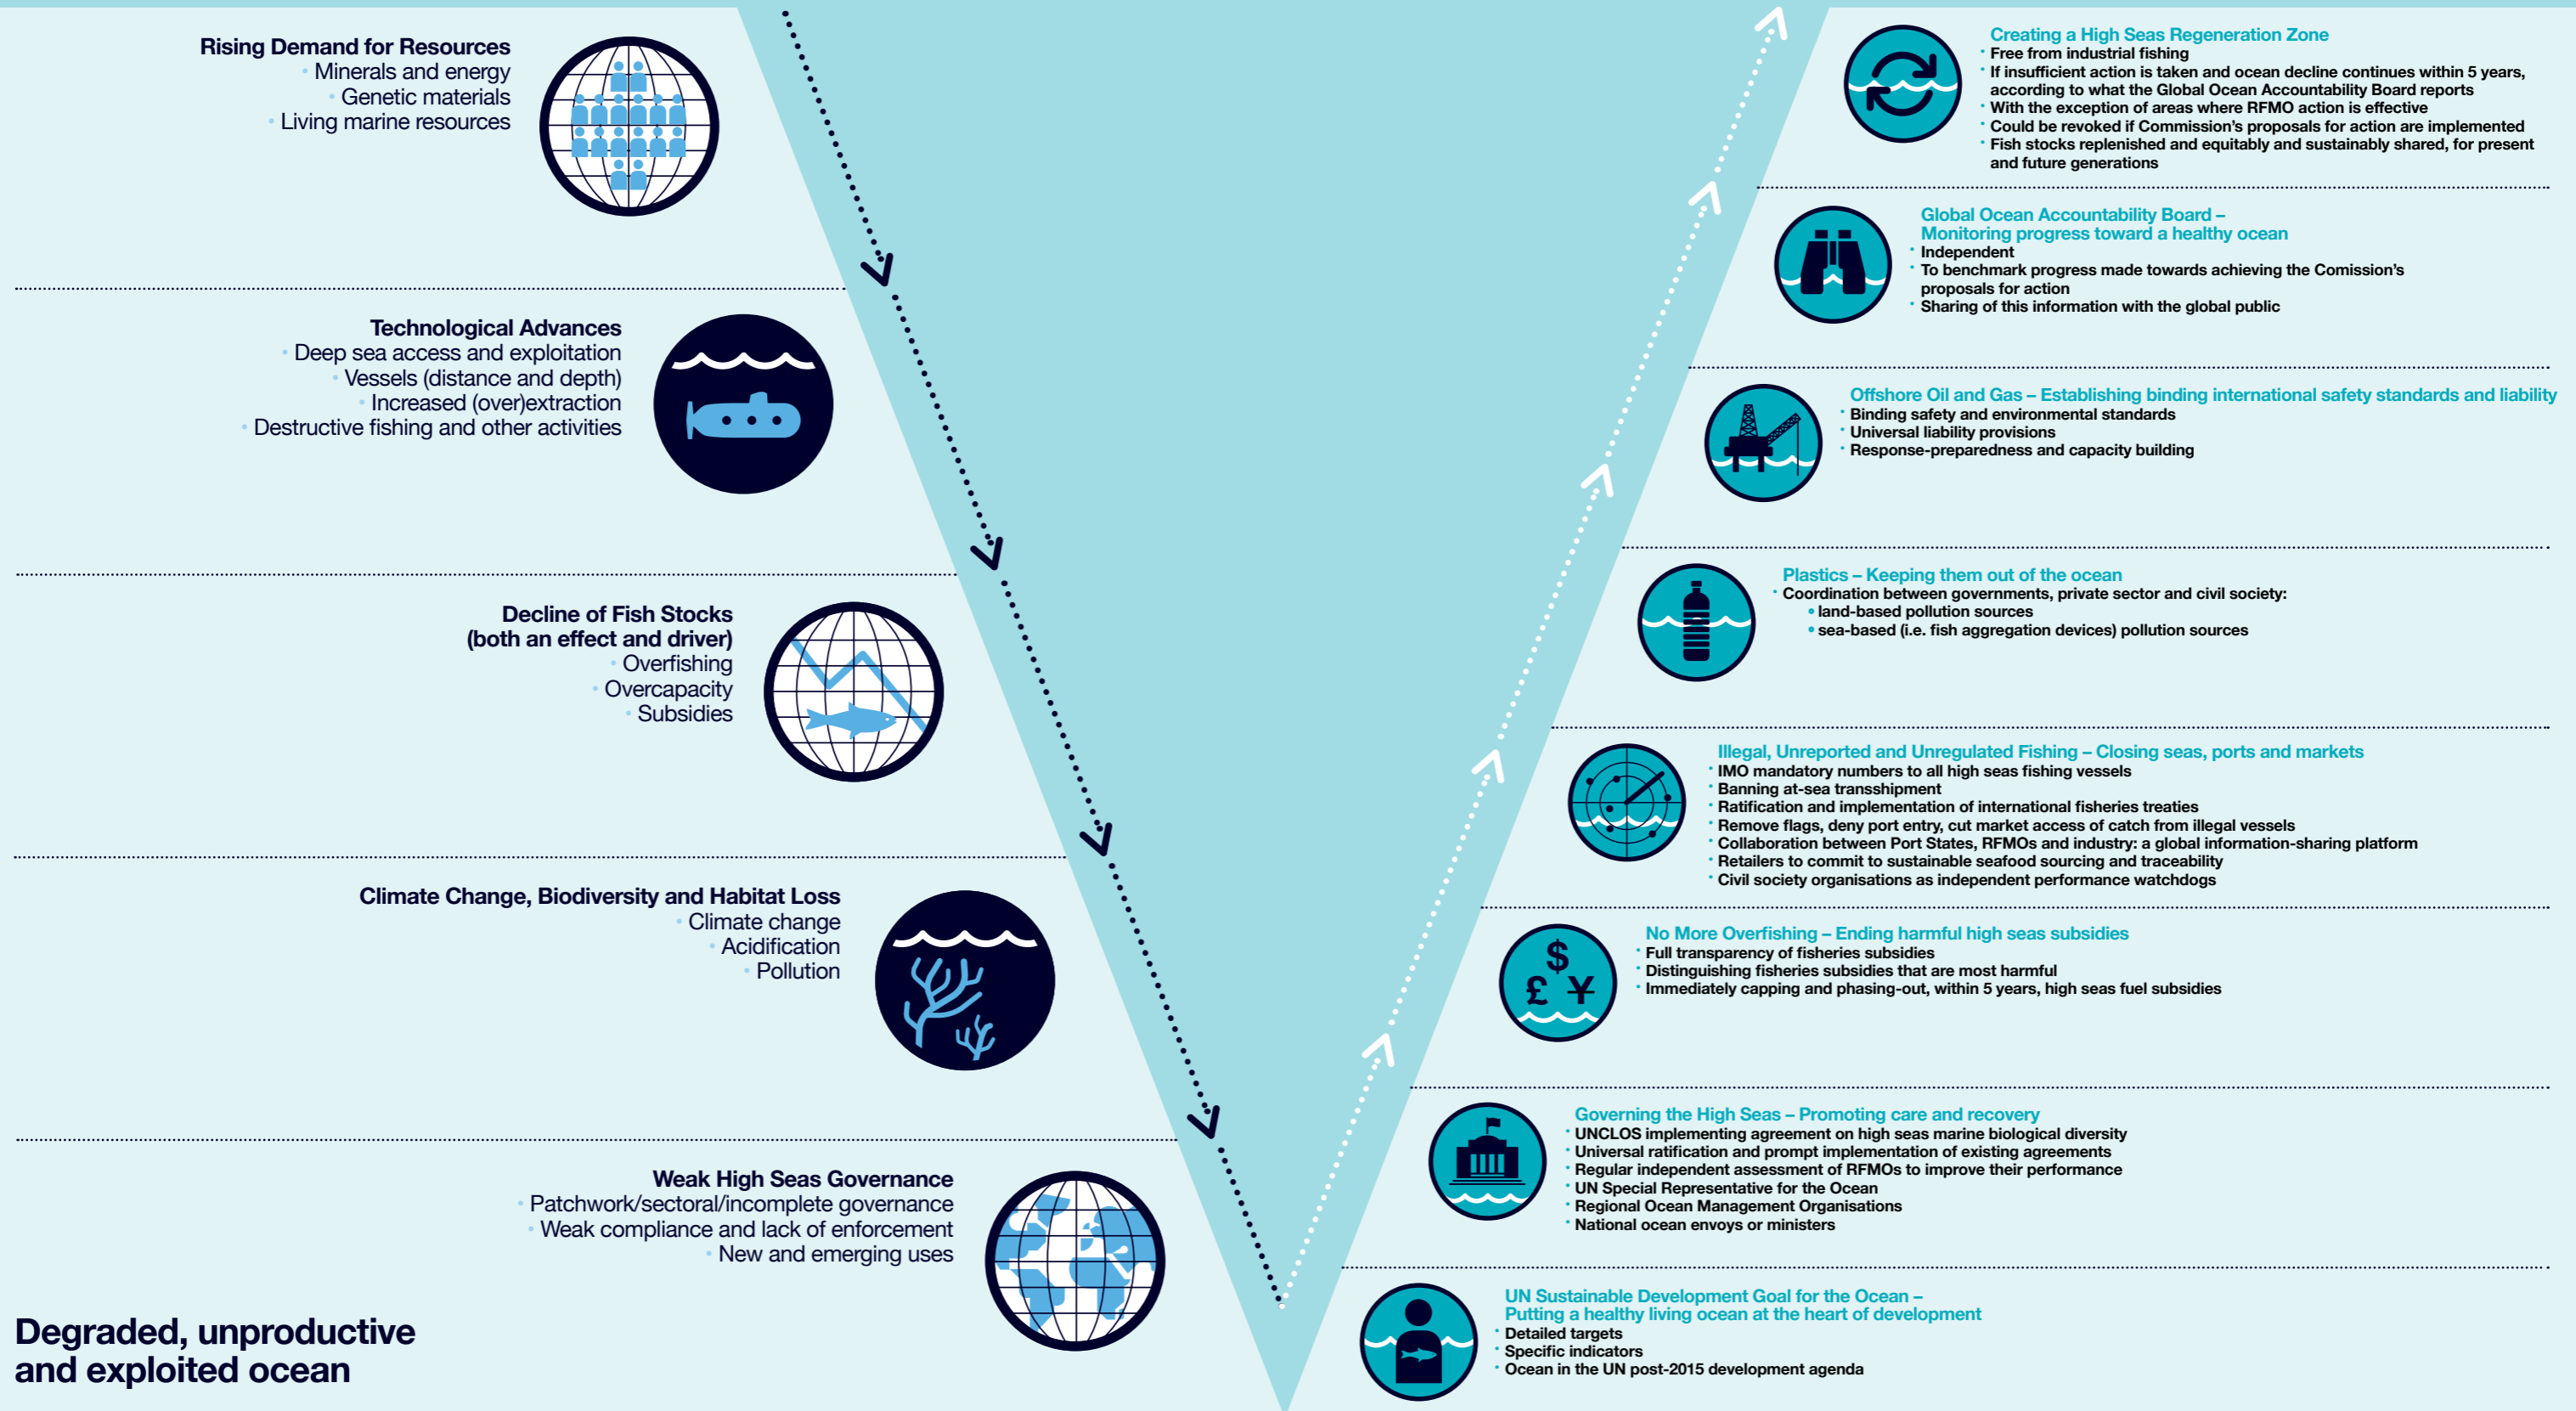 Rising Demand for Resources
• Minerals and energy
• Genetic materials
• Living marine resources
Technological Advances
• Deep sea access and exploitation
• Vessels (distance and depth)
• Increased (over)extraction
• Destructive fishing and other activities
Decline of Fish Stocks
(both an effect and driver)
• Overfishing
• Overcapacity
• Subsidies
Climate Change, Biodiversity and Habitat Loss
• Climate change
• Acidification
• Pollution
Weak High Seas Governance
• Patchwork/sectoral/incomplete governance
• Weak compliance and lack of enforcement
• New and emerging uses
Degraded, unproductive
and exploited ocean
Creating a High Seas Regeneration Zone
• Free from industrial fishing
• If insufficient action is taken and ocean decline continues within 5 years,
according to what the Global Ocean Accountability Board reports
• With the exception of areas where RFMO action is effective
• Could be revoked if Commission’s proposals for action are implemented
• Fish stocks replenished and equitably and sustainably shared, for present
and future generations
Global Ocean Accountability Board –
Monitoring progress toward a healthy ocean
• Independent
• To benchmark progress made towards achieving the Comission’s
proposals for action
• Sharing of this information with the global public
Offshore Oil and Gas – Establishing binding international safety standards and liability
• Binding safety and environmental standards
• Universal liability provisions
• Response-preparedness and capacity building
Plastics – Keeping them out of the ocean
• Coordination between governments, private sector and civil society:
• land-based pollution sources
• sea-based (i.e. fish aggregation devices) pollution sources
Illegal, Unreported and Unregulated Fishing – Closing seas, ports and markets
• IMO mandatory numbers to all high seas fishing vessels
• Banning at-sea transshipment
• Ratification and implementation of international fisheries treaties
• Remove flags, deny port entry, cut market access of catch from illegal vessels
• Collaboration between Port States, RFMOs and industry: a global information-sharing platform
• Retailers to commit to sustainable seafood sourcing and traceability
• Civil society organisations as independent performance watchdogs
$
£ ¥
No More Overfishing – Ending harmful high seas subsidies
• Full transparency of fisheries subsidies
• Distinguishing fisheries subsidies that are most harmful
• Immediately capping and phasing-out, within 5 years, high seas fuel subsidies
Governing the High Seas – Promoting care and recovery
• UNCLOS implementing agreement on high seas marine biological diversity
• Universal ratification and prompt implementation of existing agreements
• Regular independent assessment of RFMOs to improve their performance
• UN Special Representative for the Ocean
• Regional Ocean Management Organisations
• National ocean envoys or ministers
UN Sustainable Development Goal for the Ocean –
Putting a healthy living ocean at the heart of development
• Detailed targets
• Specific indicators
• Ocean in the UN post-2015 development agenda